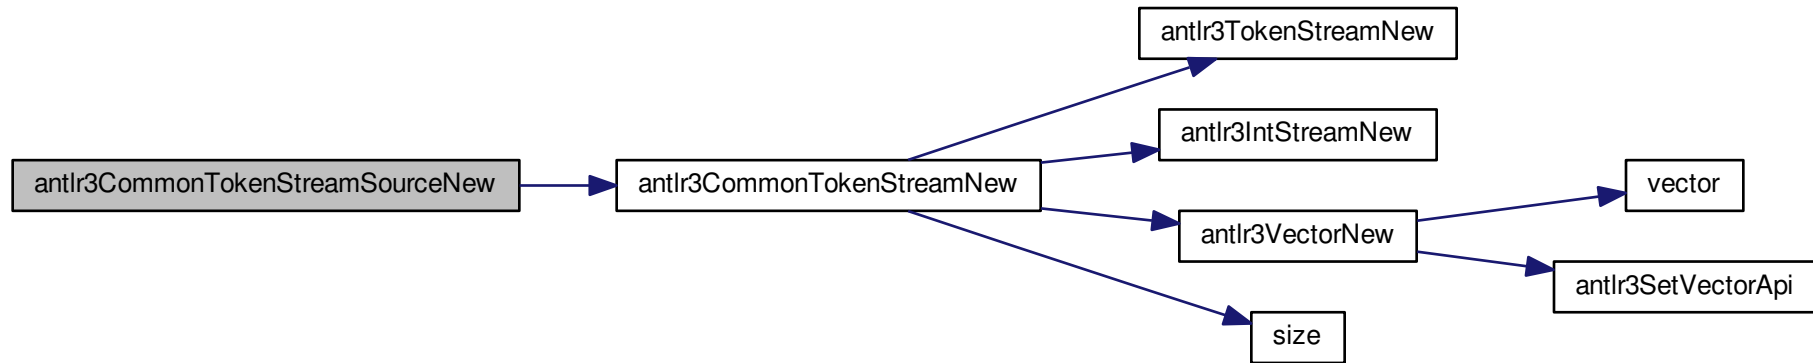 antlr3CommonTokenStreamSourceNew
antlr3CommonTokenStreamNew
antlr3TokenStreamNew
antlr3IntStreamNew
antlr3VectorNew
vector
antlr3SetVectorApi
size